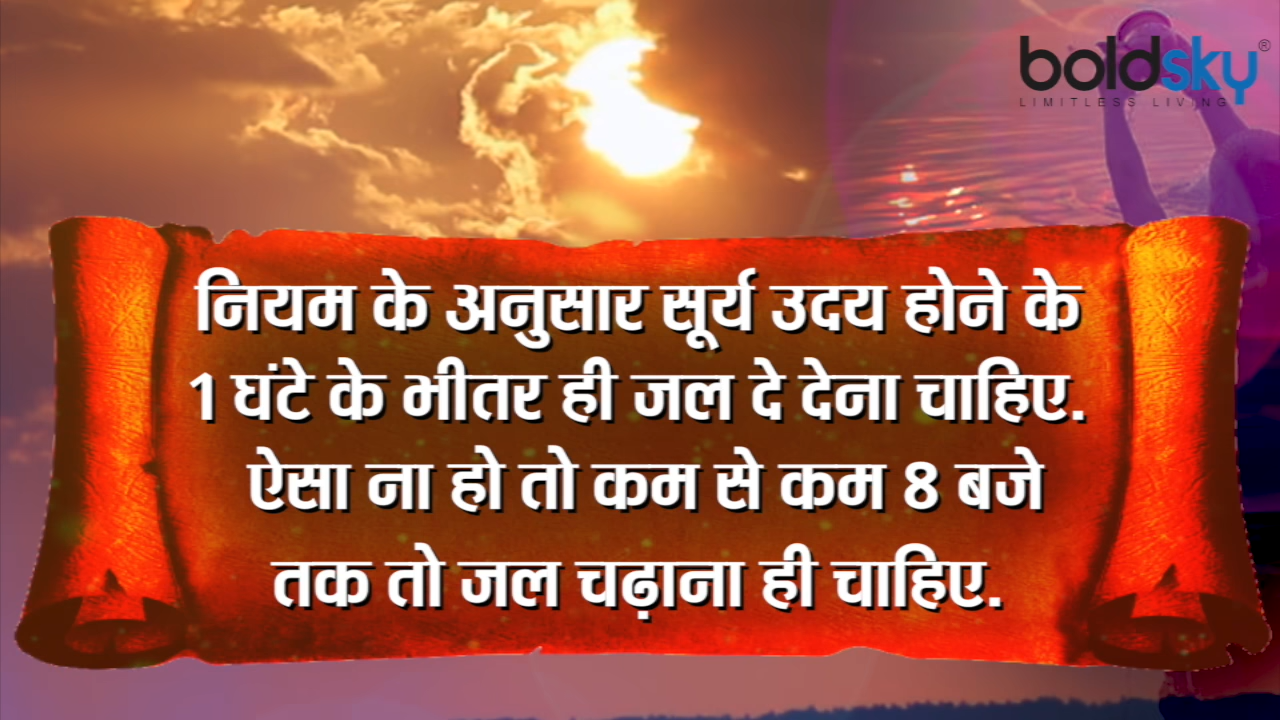 boldsky®
LIMITLESS LIVING
नियम के अनुसार सूर्य उदय होने के
1 घंटे के भीतर ही जल दे देना चाहिए.
ऐसा ना हो तो कम से कम 8 बजे
तक तो जल चढ़ाना ही चाहिए.